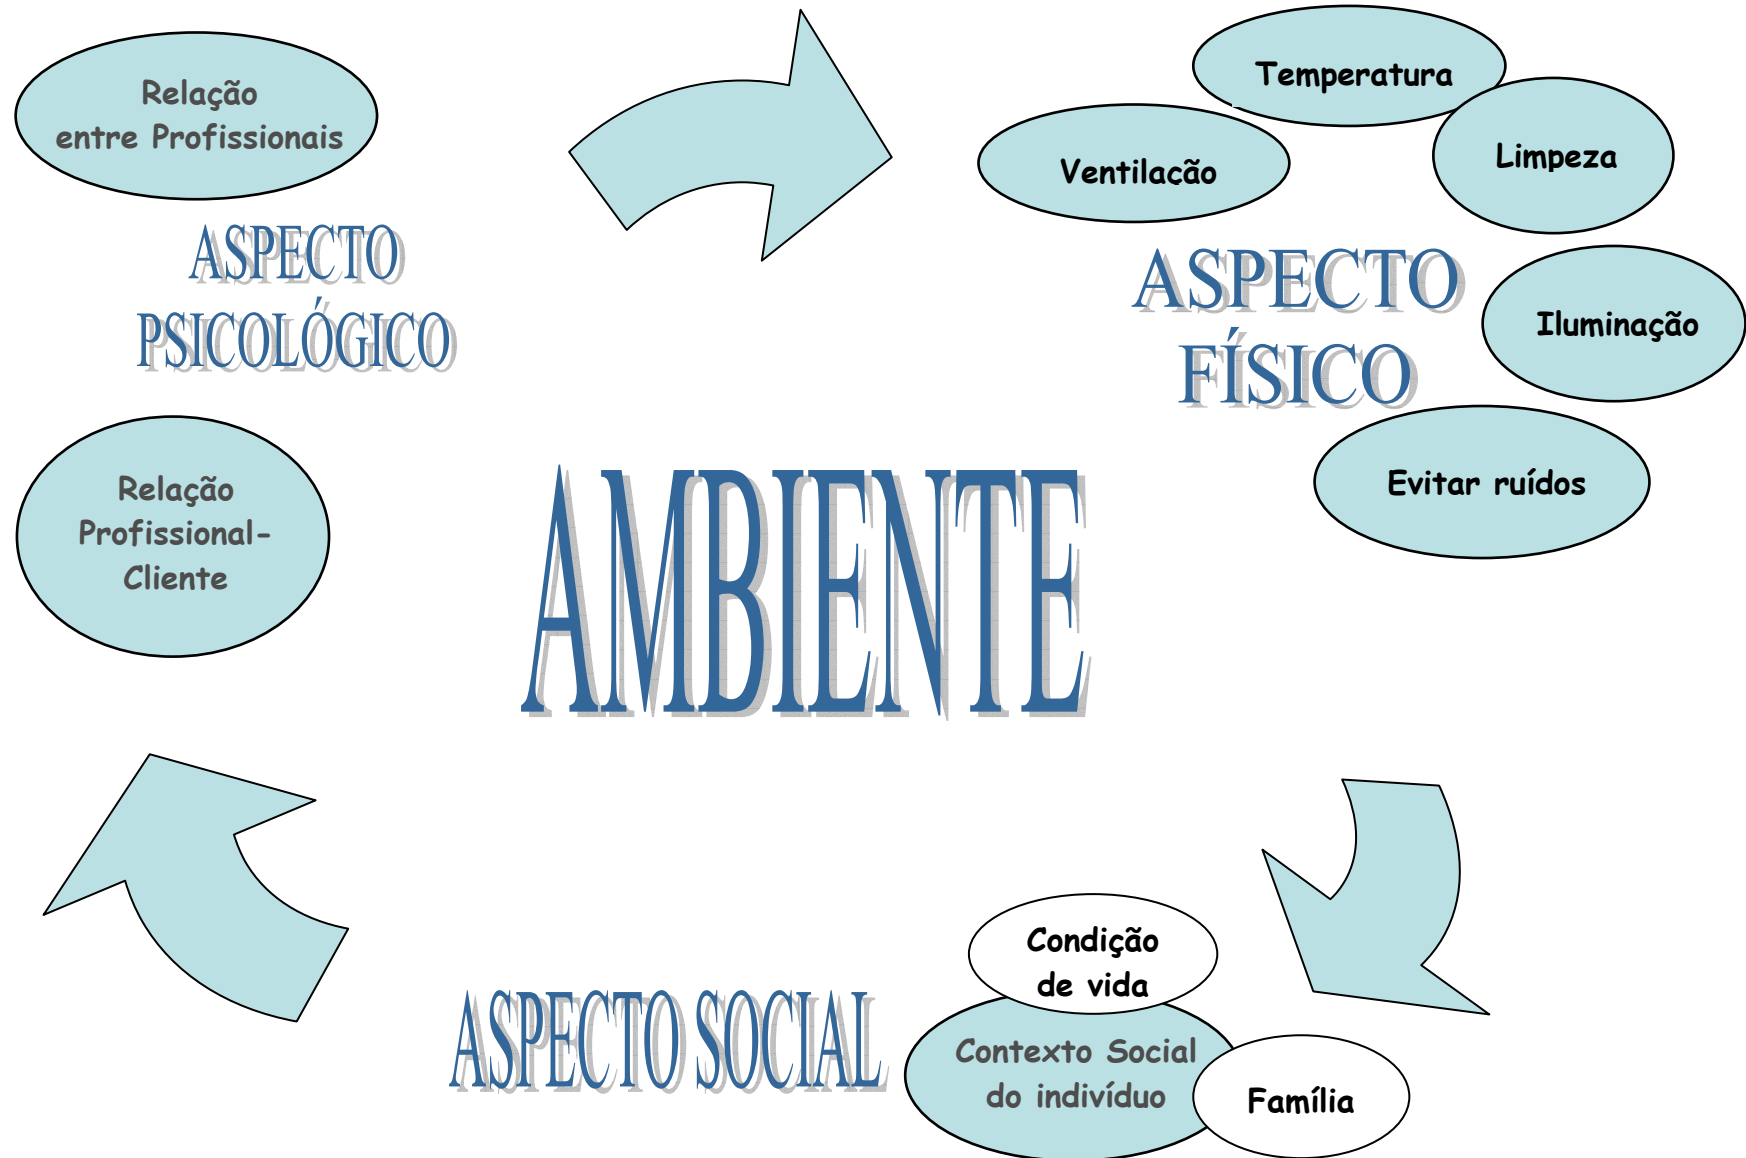 Relação
entre Profissionais
ASPECTO
PSICOLÓGICO
Relação
Profissional-
Cliente
Temperatura
Ventilação
Limpeza
ASPECTO
FÍSICO
Iluminação
Evitar ruídos
AMBIENTE
ASPECTO SOCIAL
Condição
de vida
Contexto Social
do indivíduo
Família